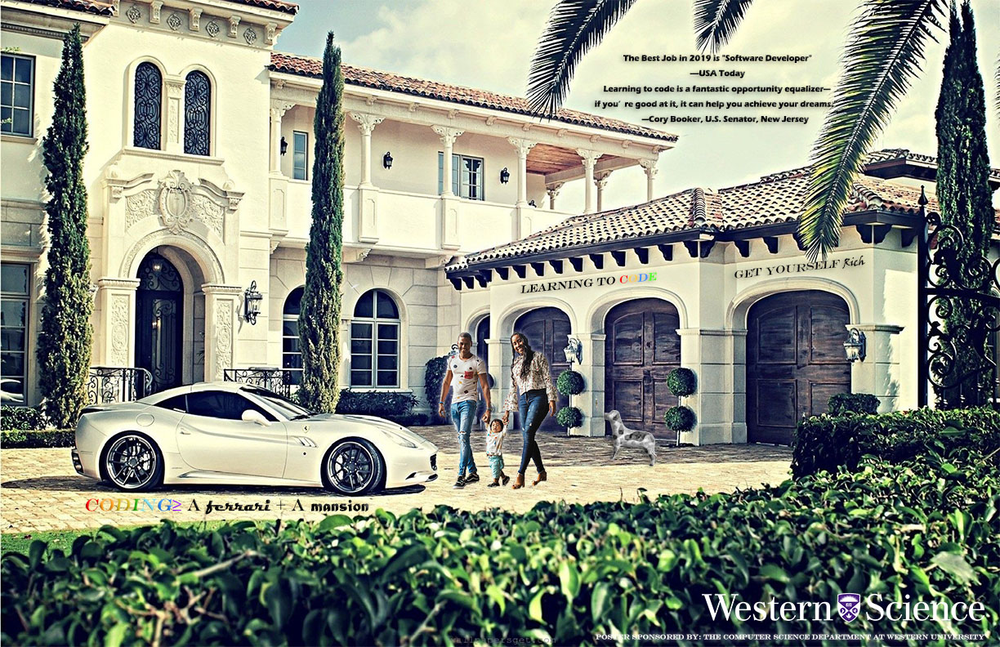 The Best Job in 2019 is "Software Developer"
—USA Today
Learning to code is a fantastic opportunity equalizer—
if you're good at it, it can help you achieve your dreams.
—Cory Booker, U.S. Senator, New Jersey
LEARNING TO CODE
GET YOURSELF Rich
CODING≥ A ferrari + A mansion
Western Science
POSTER SPONSORED BY: THE COMPUTER SCIENCE DEPARTMENT AT WESTERN UNIVERSITY